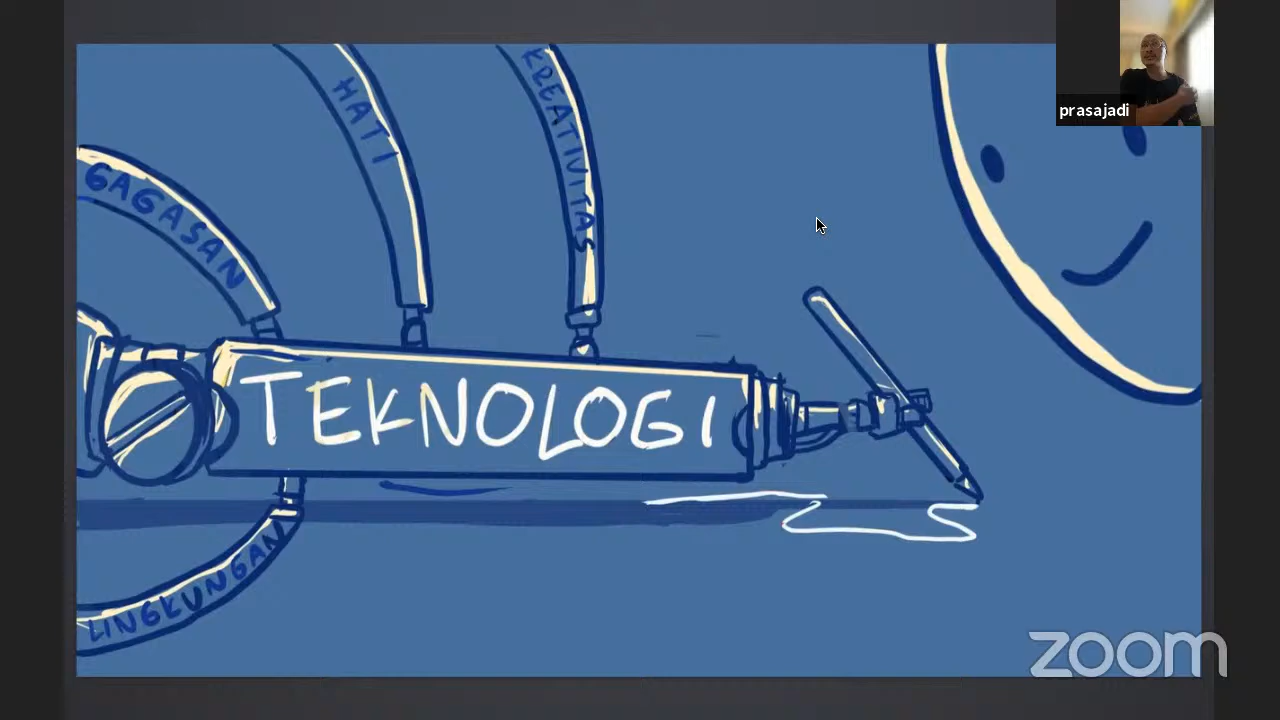 prasajadi
HATI
KREATIVITAS
GAGASAN
TEKNOLOGI
LINGKUNGAN
zoom